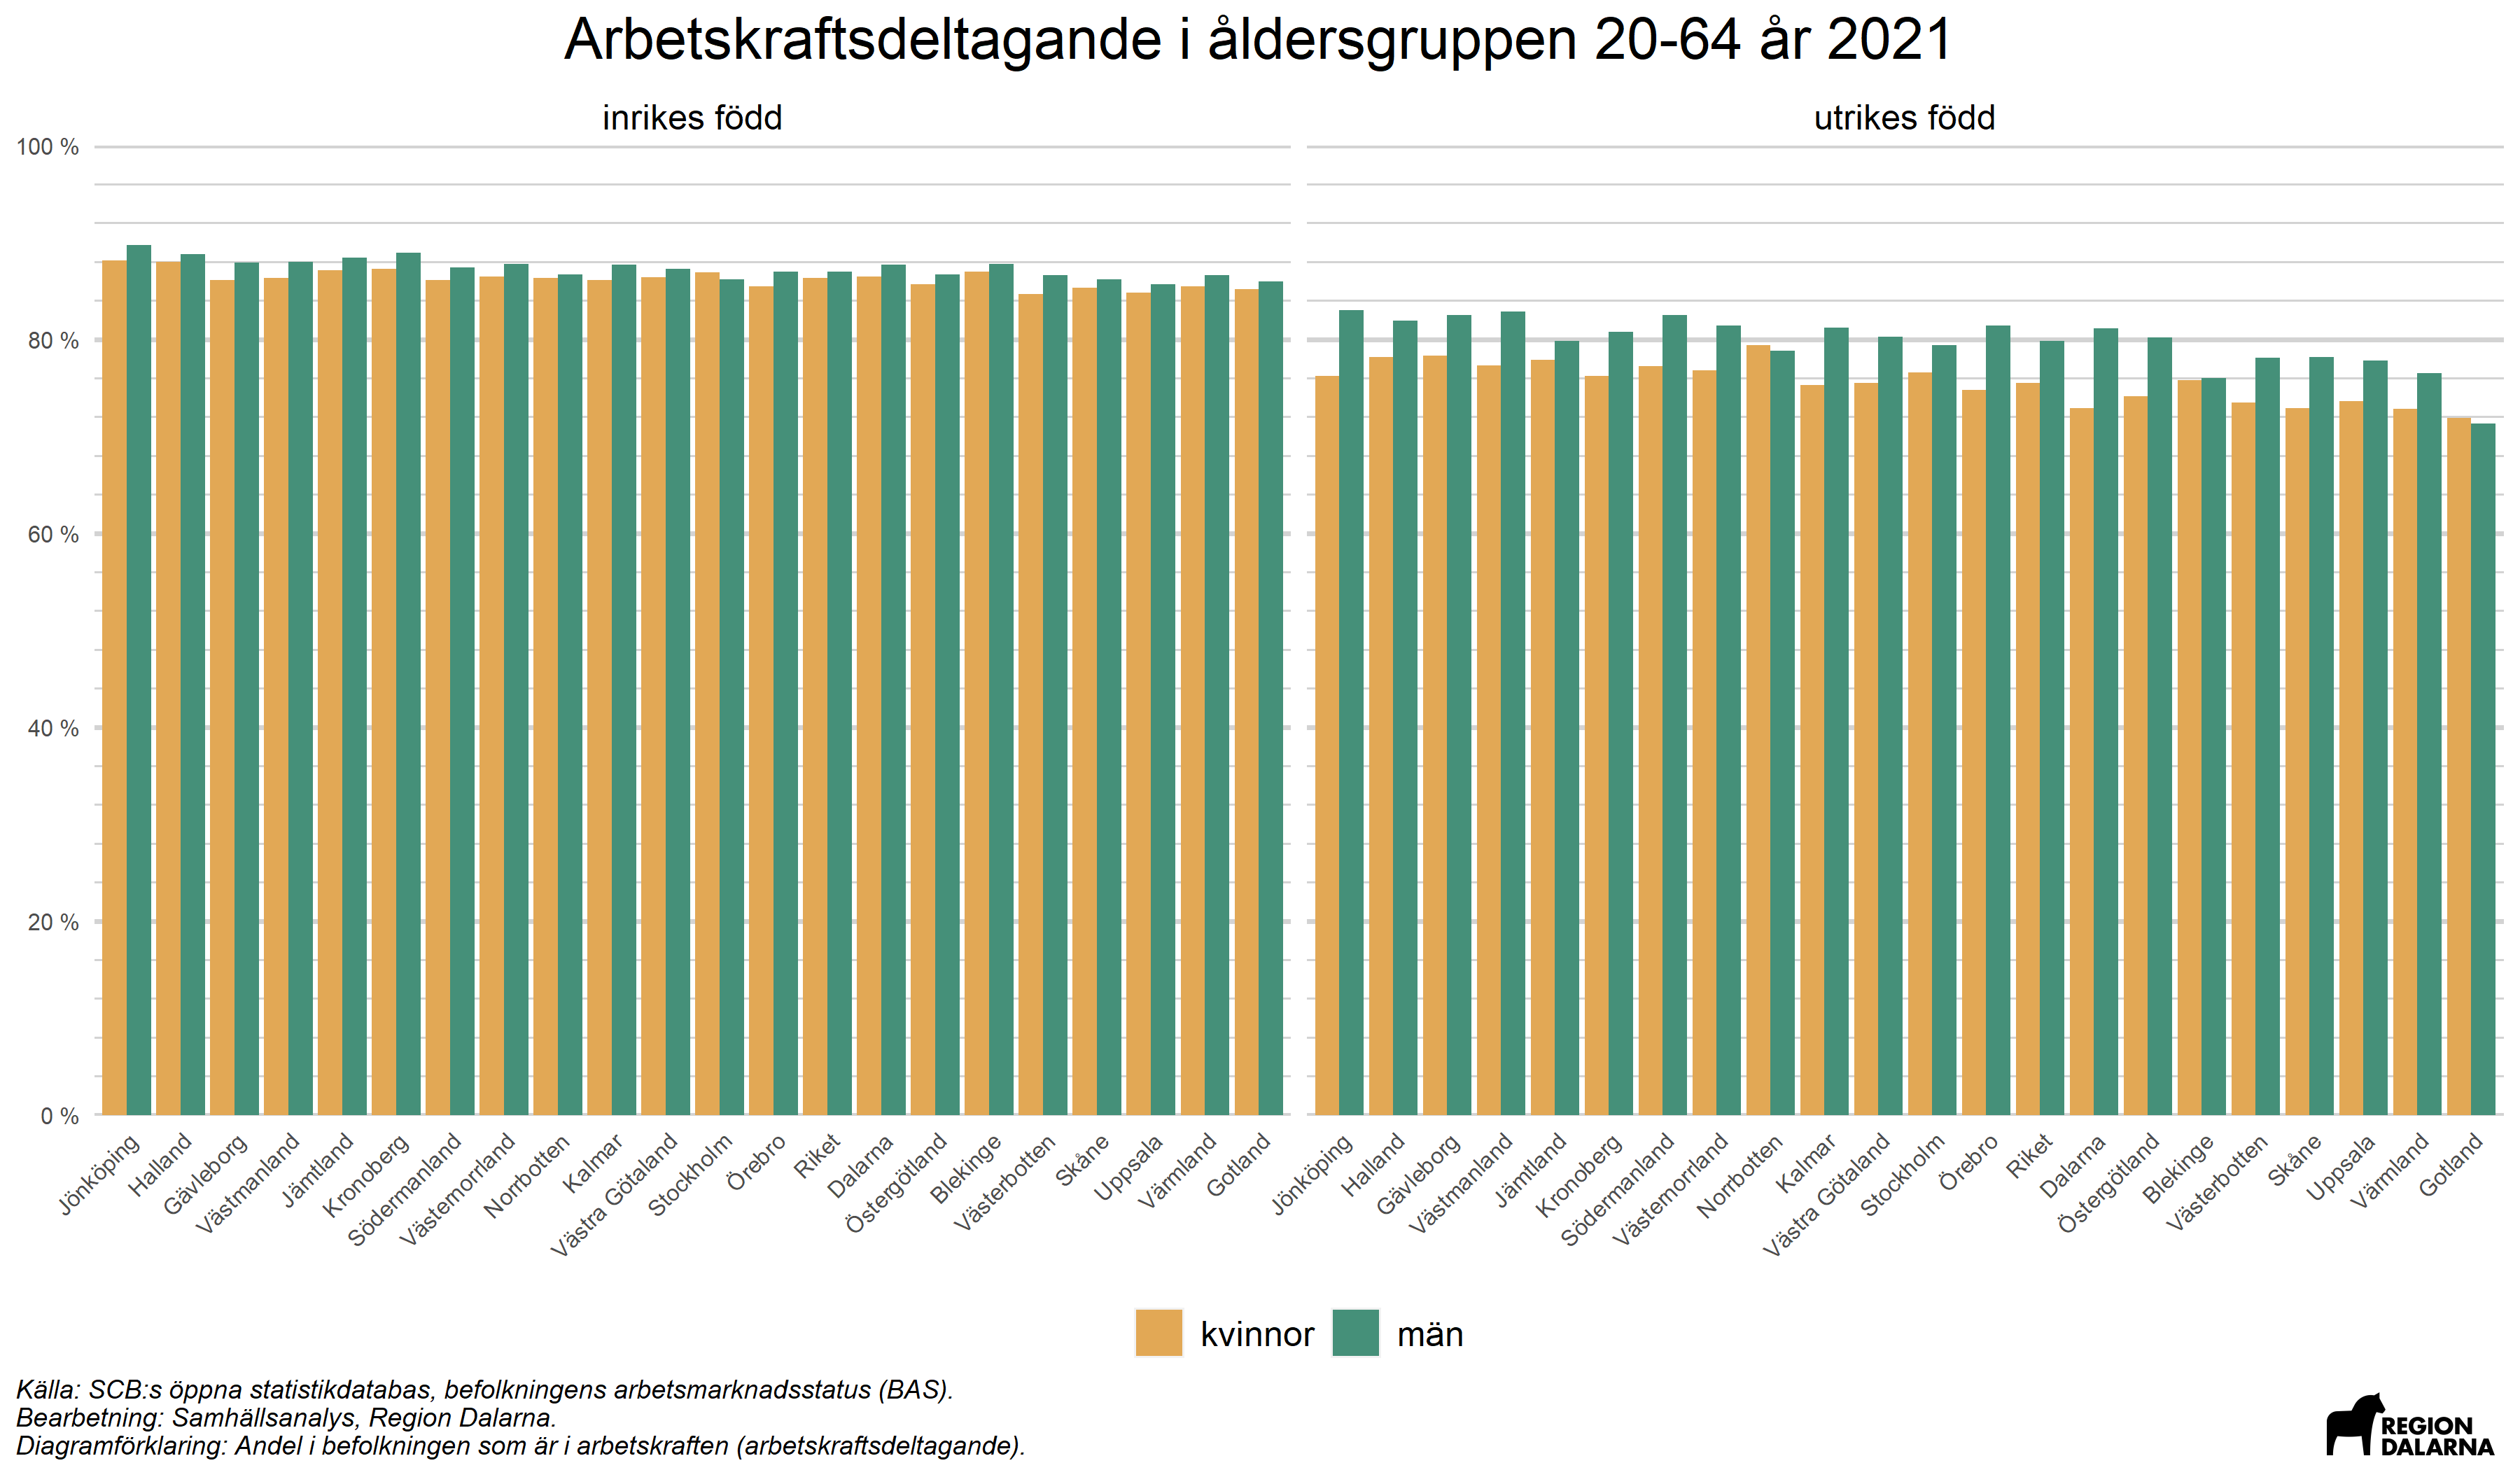 Arbetskraftsdeltagande i åldersgruppen 20-64 år 2021
inrikes född
utrikes född
100 %
80 %
60 %
40 %
20 %
0 %
Jönköping
Halland
Gävleborg
Västmanland
Jämtland
Kronoberg
Södermanland
Västernorrland
Norrbotten
Kalmar
Västra Götaland
Stockholm
Örebro
Riket
Dalarna
Östergötland
Blekinge
Västerbotten
Skåne
Uppsala
Värmland
Gotland
Jönköping
Halland
Gävleborg
Västmanland
Jämtland
Kronoberg
Södermanland
Västernorrland
Norrbotten
Kalmar
Västra Götaland
Stockholm
Örebro
Riket
Dalarna
Östergötland
Blekinge
Västerbotten
Skåne
Uppsala
Värmland
Gotland
kvinnor
män
Källa: SCB:s öppna statistikdatabas, befolkningens arbetsmarknadsstatus (BAS).
Bearbetning: Samhällsanalys, Region Dalarna.
Diagramförklaring: Andel i befolkningen som är i arbetskraften (arbetskraftsdeltagande).
REGION
DALARNA